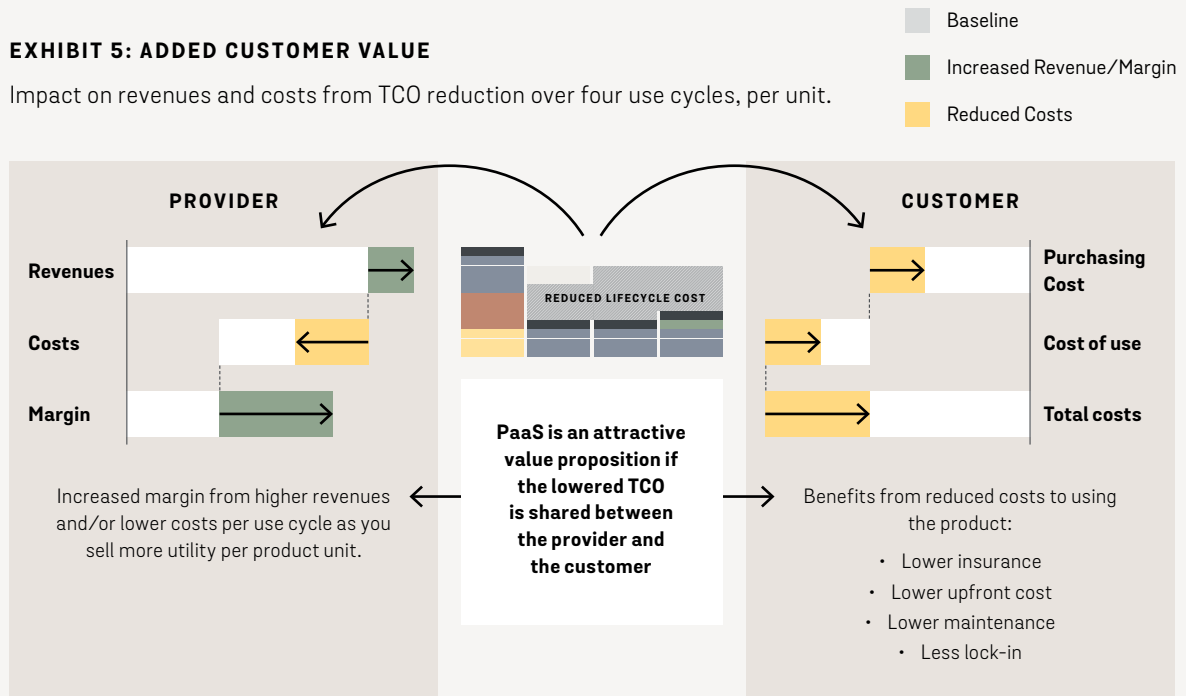 EXHIBIT 5: ADDED CUSTOMER VALUE
Impact on revenues and costs from TCO reduction over four use cycles, per unit.
Baseline
Increased Revenue/Margin
Reduced Costs
PROVIDER
Revenues
Costs
Margin
Increased margin from higher revenues
and/or lower costs per use cycle as you
sell more utility per product unit.
REDUCED LIFECYCLE COST
PaaS is an attractive
value proposition if
the lowered TCO
is shared between
the provider and
the customer
CUSTOMER
Purchasing
Cost
Cost of use
Total costs
Benefits from reduced costs to using
the product:
• Lower insurance
• Lower upfront cost
• Lower maintenance
• Less lock-in